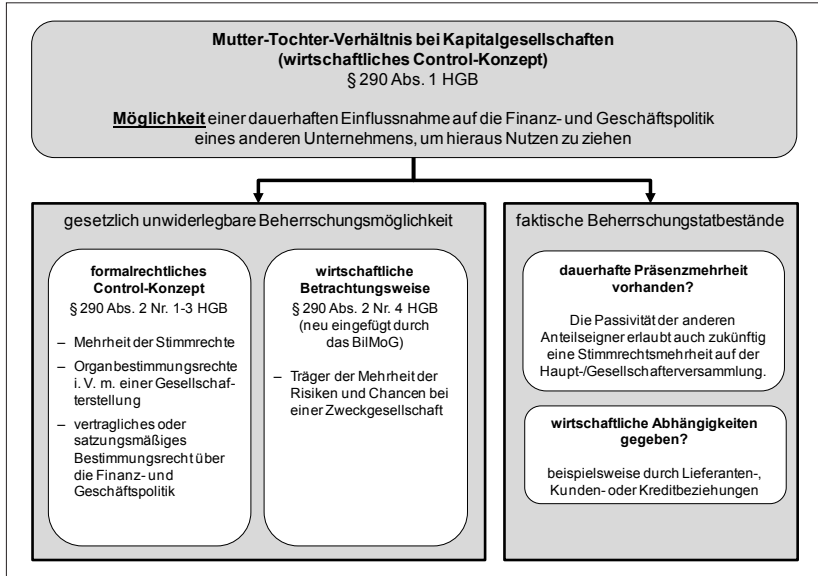 Mutter-Tochter-Verhältnis bei Kapitalgesellschaften
(wirtschaftliches Control-Konzept)
§ 290 Abs. 1 HGB
Möglichkeit einer dauerhaften Einflussnahme auf die Finanz- und Geschäftspolitik
eines anderen Unternehmens, um hieraus Nutzen zu ziehen
gesetzlich unwiderlegbare Beherrschungsmöglichkeit
formalrechtliches
Control-Konzept
§ 290 Abs. 2 Nr. 1-3 HGB
– Mehrheit der Stimmrechte
– Organbestimmungsrechte
i. V. m. einer Gesellschaf-
terstellung
– vertragliches oder
satzungsmäßiges
Bestimmungsrecht über
die Finanz- und
Geschäftspolitik
wirtschaftliche
Betrachtungsweise
§ 290 Abs. 2 Nr. 4 HGB
(neu eingefügt durch
das BilMoG)
– Träger der Mehrheit der
Risiken und Chancen bei
einer Zweckgesellschaft
faktische Beherrschungstatbestände
dauerhafte Präsenzmehrheit
vorhanden?
Die Passivität der anderen
Anteilseigner erlaubt auch zukünftig
eine Stimmrechtsmehrheit auf der
Haupt-/Gesellschafterversammlung.
wirtschaftliche Abhängigkeiten
gegeben?
beispielsweise durch Lieferanten-,
Kunden- oder Kreditbeziehungen